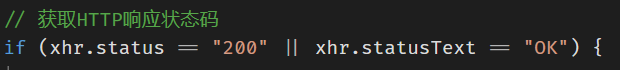 // 获取HTTP响应状态码
if (xhr.status == "200" || xhr.statusText == "OK") {